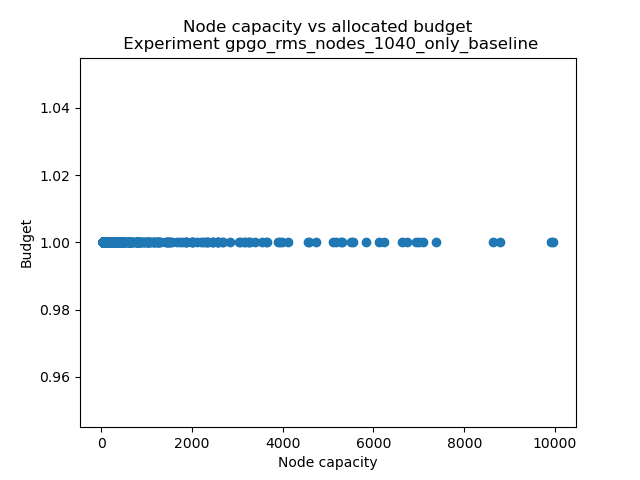 Node capacity vs allocated budget
Experiment gpgo_rms_nodes_1040_only_baseline
1.04
1.02
1.00
0.98
0.96
Budget
0
2000
4000
6000
8000
10000
Node capacity